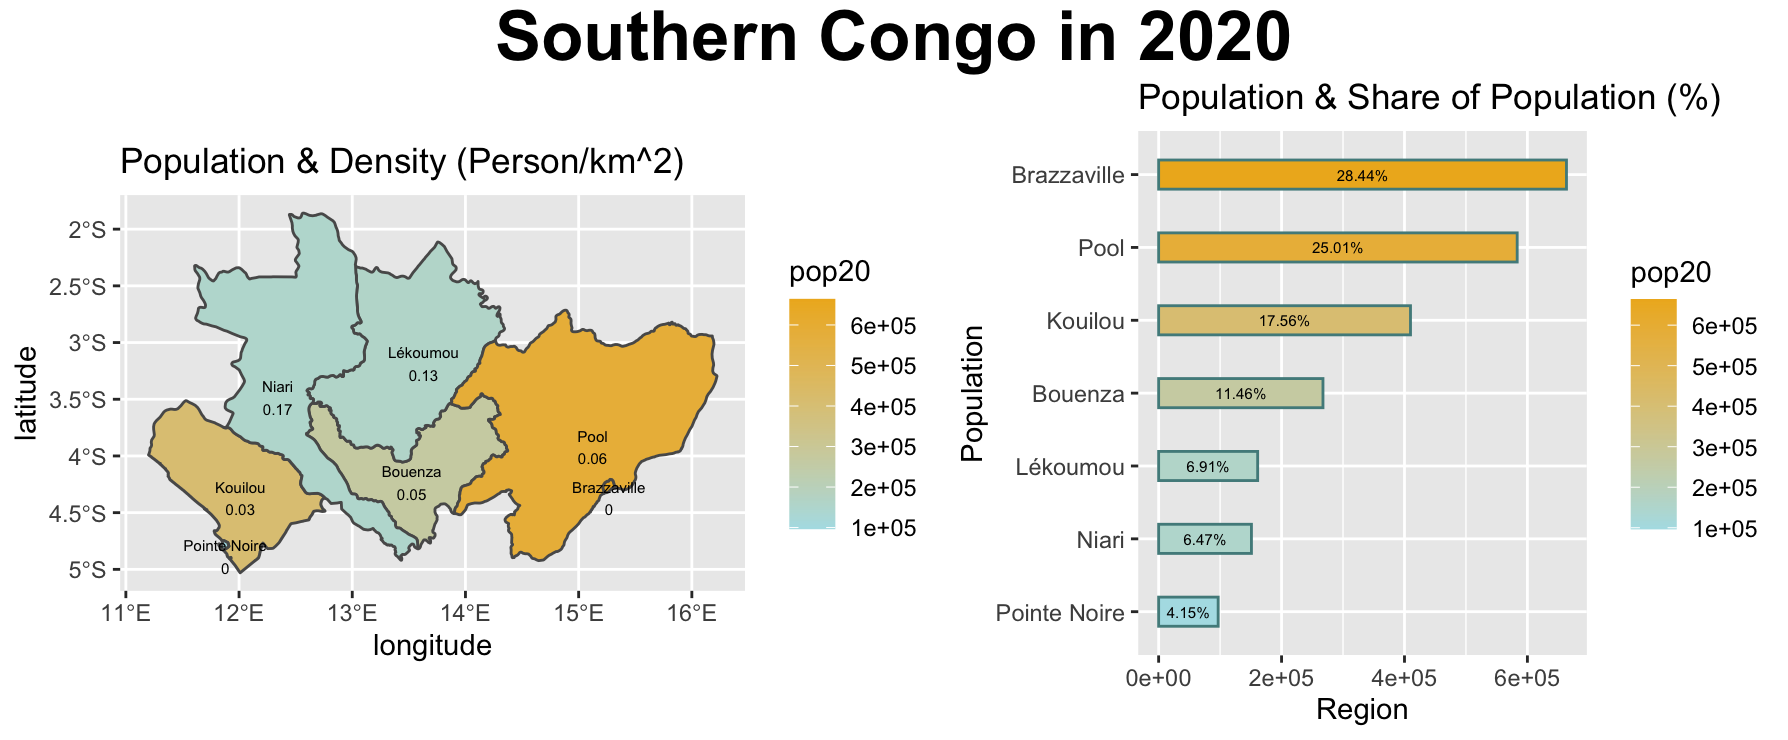 Southern Congo in 2020
Population & Density (Person/km^2)
latitude
2°S
2.5°S
3°S
3.5°S
4°S
4.5°S
5°S
Niari
0.17
Lékoumou
0.13
Bouenza
0.05
Pool
0.06
Brazzaville
0
Kouilou
0.03
Pointe Noire
0
11°E
12°E
13°E
14°E
15°E
16°E
longitude
pop20
6e+05
5e+05
4e+05
3e+05
2e+05
1e+05
Population & Share of Population (%)
Population
Brazzaville
28.44%
Pool
25.01%
Kouilou
17.56%
Bouenza
11.46%
Lékoumou
6.91%
Niari
6.47%
Pointe Noire
4.15%
0e+00
2e+05
4e+05
6e+05
Region
pop20
6e+05
5e+05
4e+05
3e+05
2e+05
1e+05